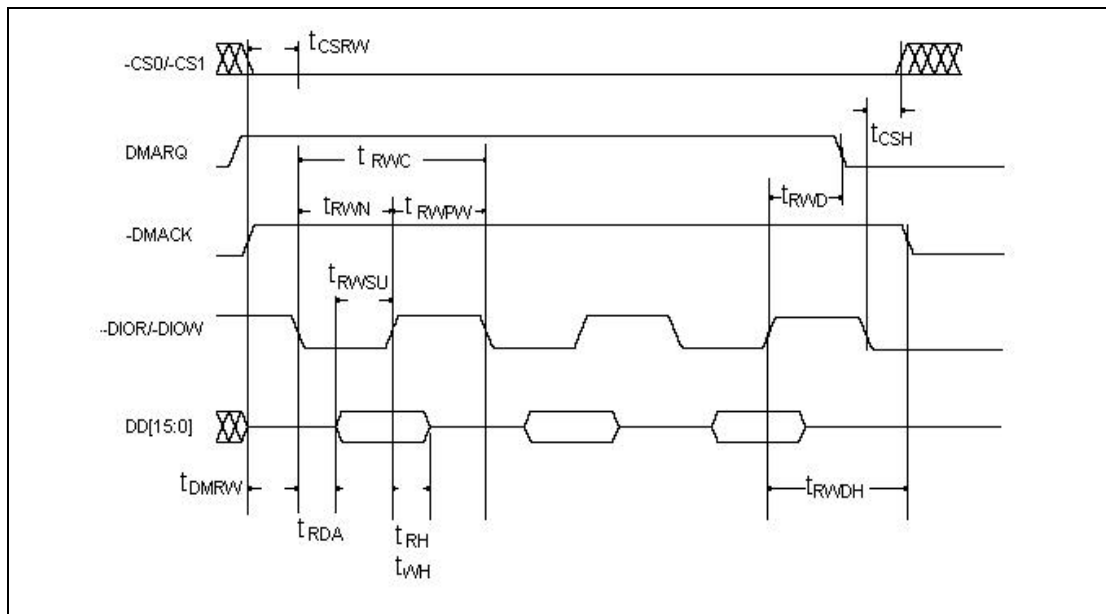 -CS0/-CS1
tCSRW
tCSH
DMARQ
tRWC
tRWD
tRWN
tRWPW
-DMACK
tRWSU
-DIOR/-DIOW
DD[15:0]
tDMRW
tRWDH
tRDA
tRH
tWH